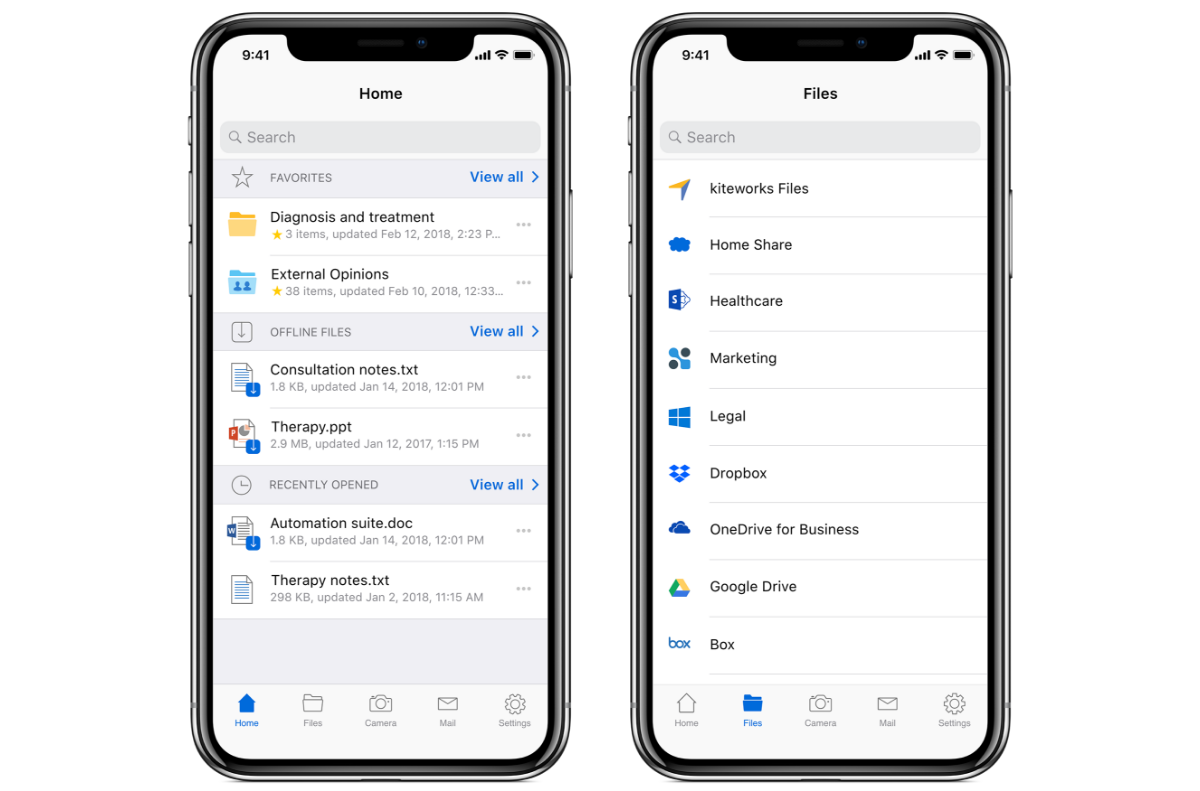 9:41
Home
Search
FAVORITES View all
Diagnosis and treatment
3 items, updated Feb 12, 2018, 2:23 P...
External Opinions
38 items, updated Feb 10, 2018, 12:33...
OFFLINE FILES View all
Consultation notes.txt
1.8 KB, updated Jan 14, 2018, 12:01 PM
P
Therapy.ppt
2.9 MB, updated Jan 12, 2017, 1:15 PM
RECENTLY OPENED View all
W
Automation suite.doc
1.8 KB, updated Jan 14, 2018, 12:01 PM
Therapy notes.txt
298 KB, updated Jan 2, 2018, 11:15 AM
Home Files Camera Mail Settings
9:41
Files
Search
kiteworks Files
Home Share
S
Healthcare
Marketing
Legal
Dropbox
OneDrive for Business
Google Drive
box Box
Home Files Camera Mail Settings